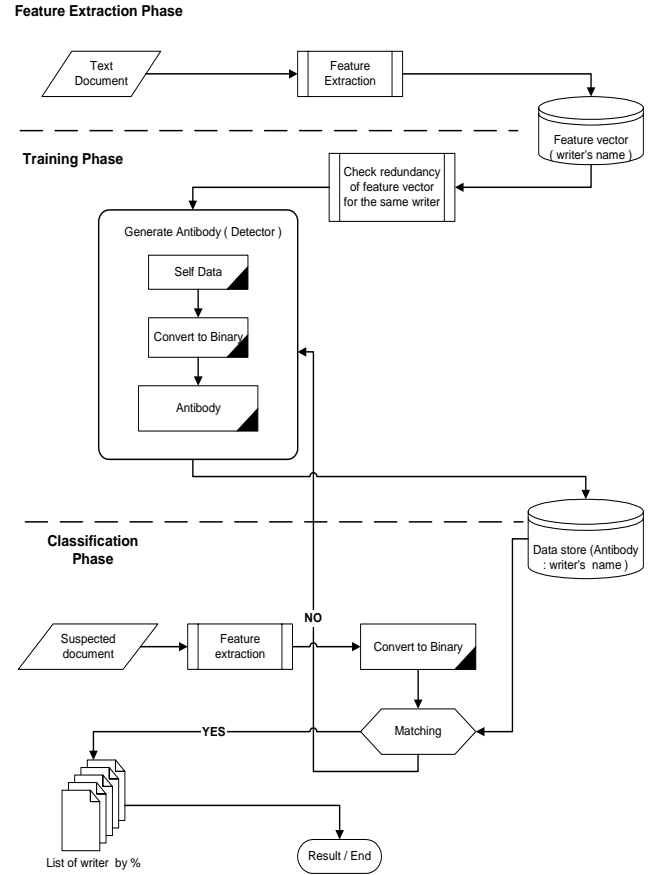 Feature Extraction Phase
Text
Document
Feature
Extraction
Feature vector
( writer's name )
Training Phase
Check redundancy
of feature vector
for the same writer
Generate Antibody ( Detector )
Self Data
Convert to Binary
Antibody
Data store (Antibody
: writer's name )
Classification
Phase
NO
Suspected
document
Feature
extraction
Convert to Binary
Matching
YES
List of writer by %
Result / End